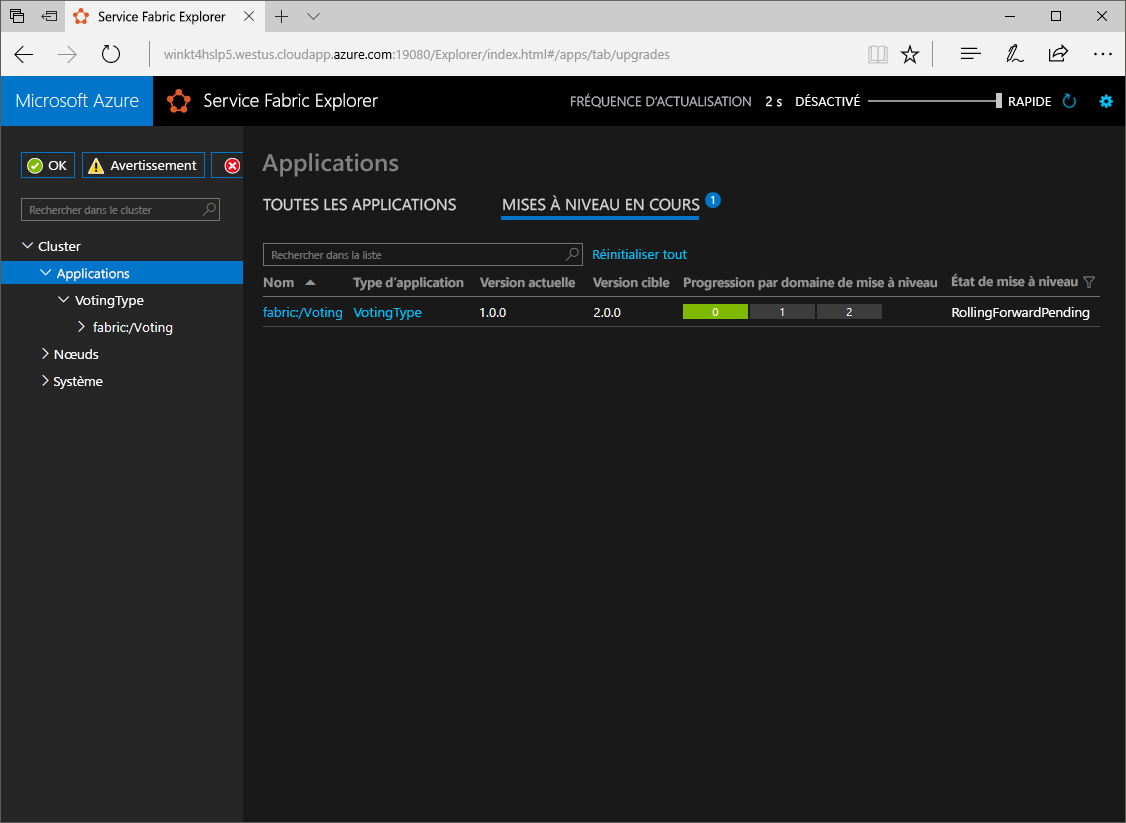 Service Fabric Explorer
winkt4hslp5.westus.cloudapp.azure.com:19080/Explorer/index.html#/apps/tab/upgrades
Microsoft Azure
Service Fabric Explorer
FRÉQUENCE D'ACTUALISATION 2 s DÉSACTIVÉ RAPIDE
OK Avertissement
Rechercher dans le cluster
Cluster
Applications
VotingType
fabric:/Voting
Nœuds
Système
Applications
TOUTES LES APPLICATIONS MISES À NIVEAU EN COURS 1
Rechercher dans la liste Réinitialiser tout
Nom Type d'application Version actuelle Version cible Progression par domaine de mise à niveau État de mise à niveau
fabric:/Voting VotingType 1.0.0 2.0.0 0 1 2 RollingForwardPending